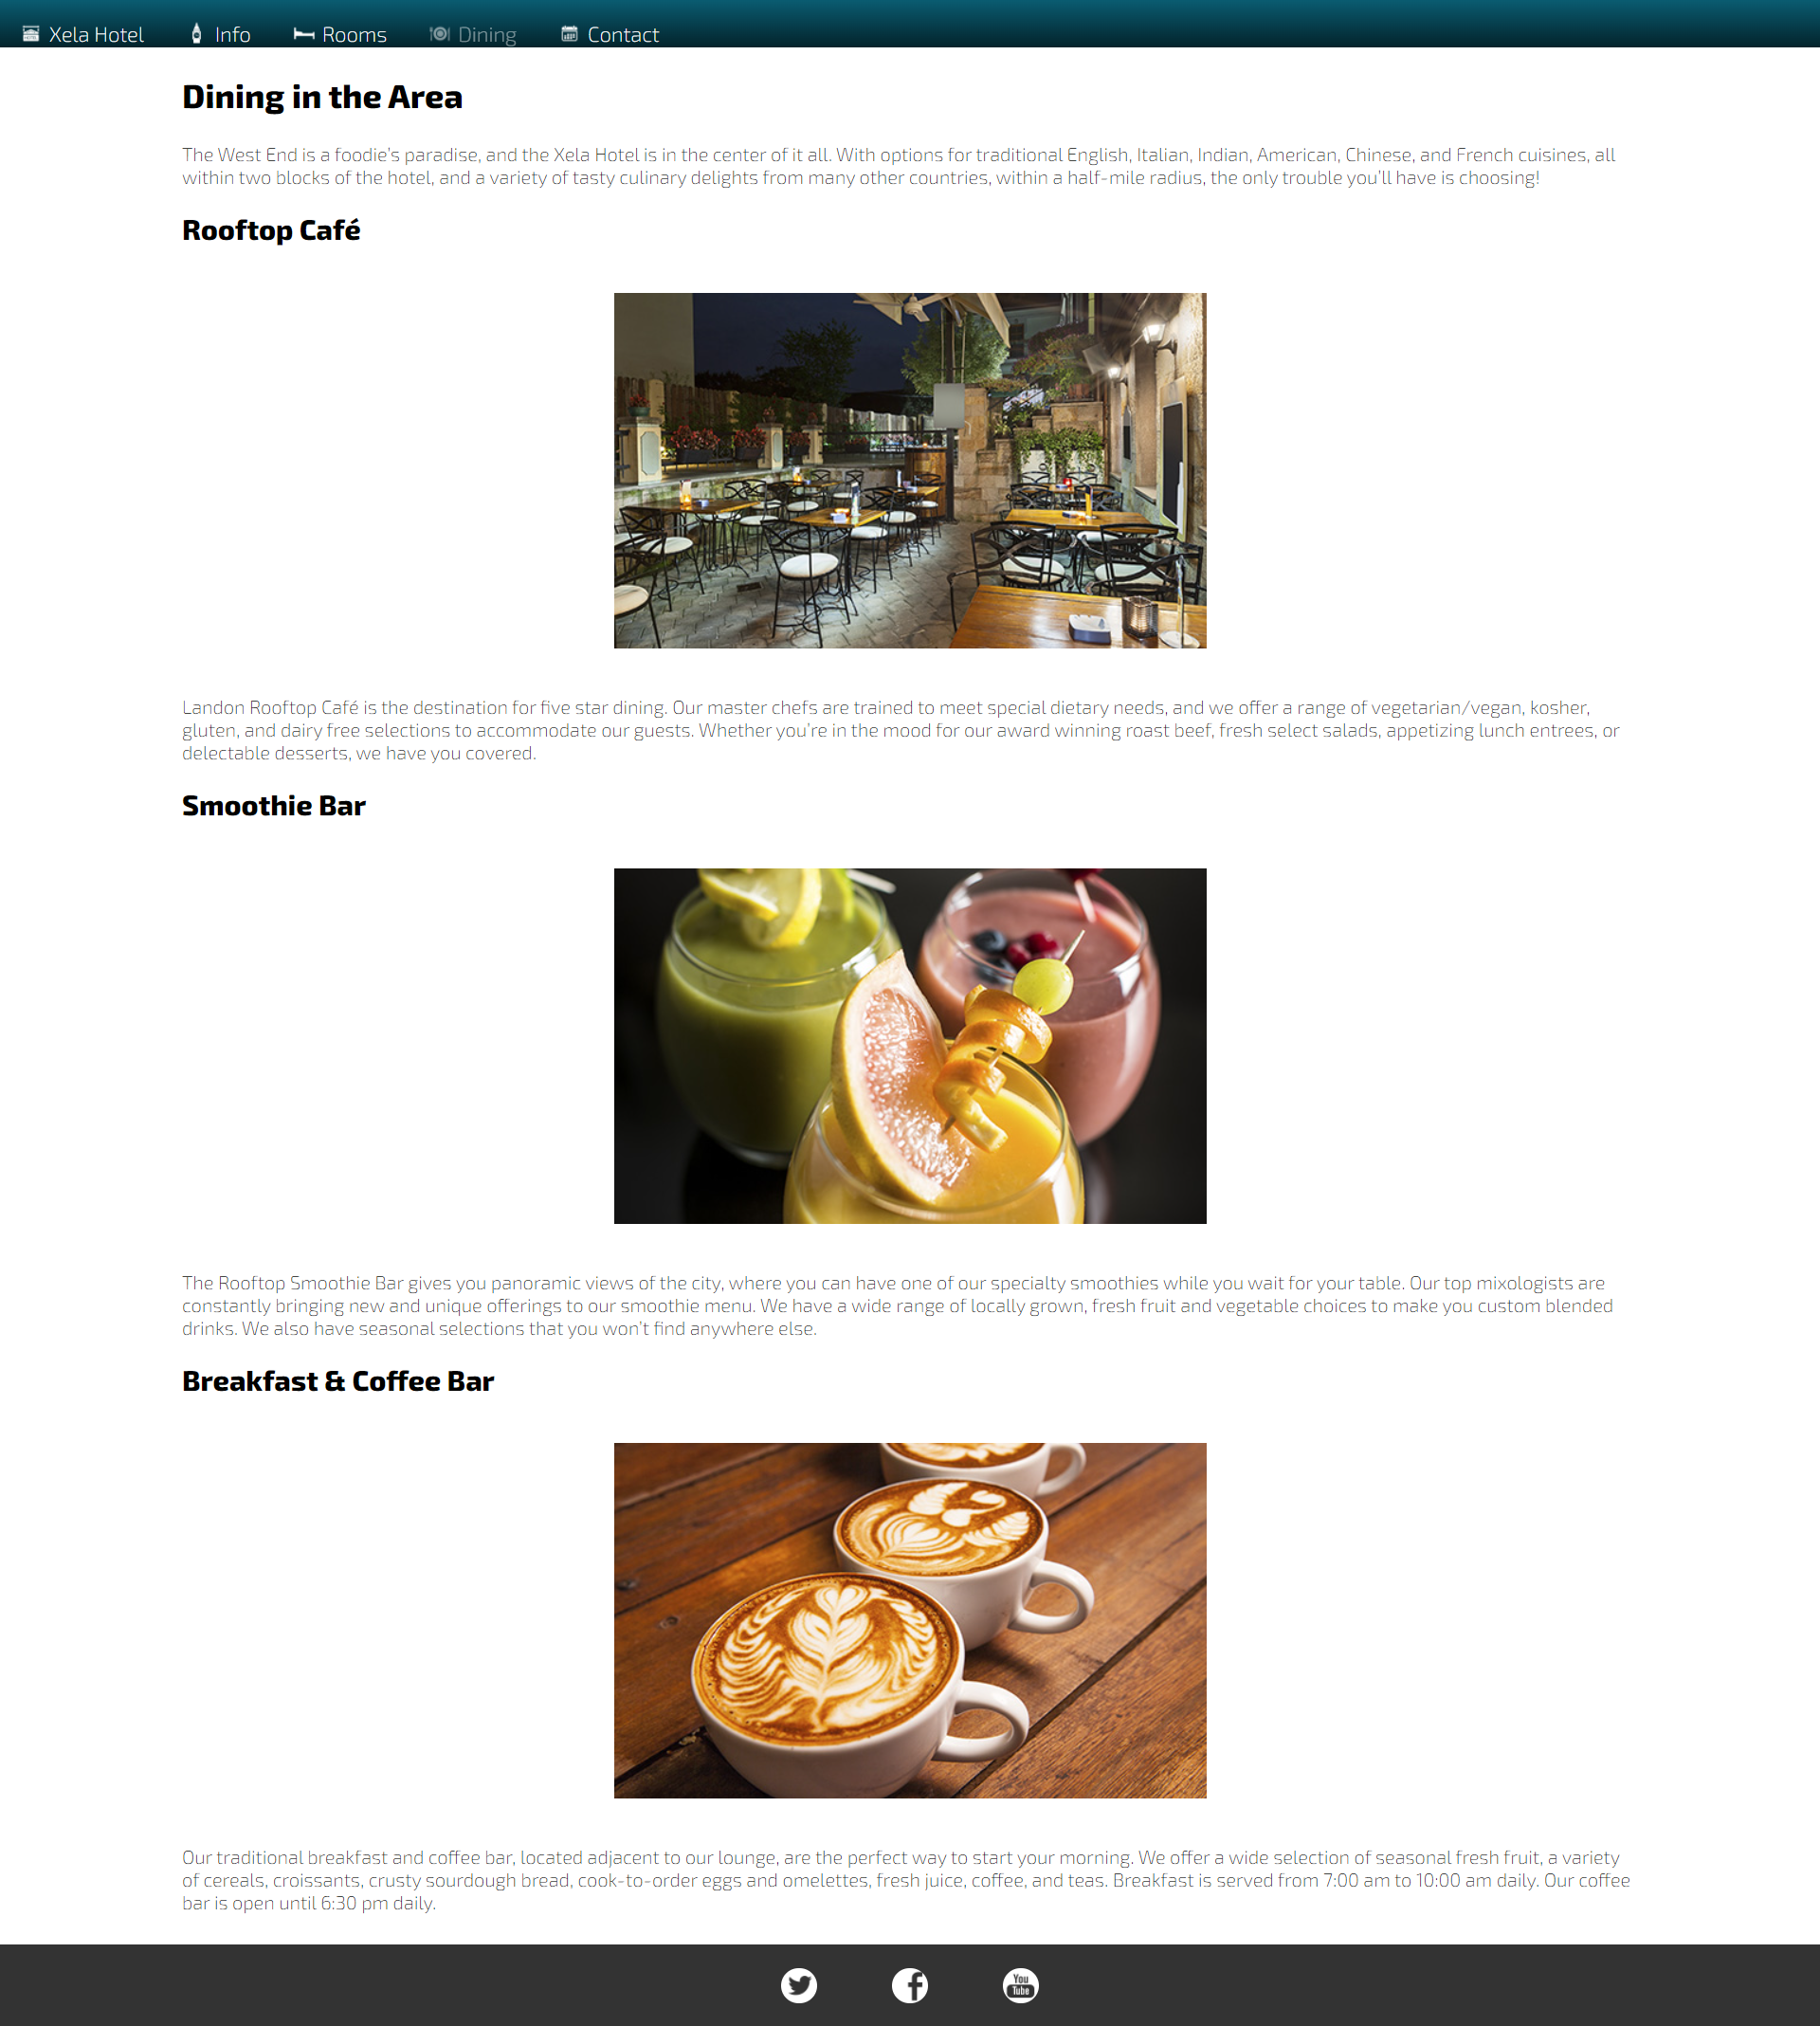 Xela Hotel Info Rooms Dining Contact
Dining in the Area
The West End is a foodie's paradise, and the Xela Hotel is in the center of it all. With options for traditional English, Italian, Indian, American, Chinese, and French cuisines, all
within two blocks of the hotel, and a variety of tasty culinary delights from many other countries, within a half-mile radius, the only trouble you'll have is choosing!
Rooftop Café
Landon Rooftop Café is the destination for five star dining. Our master chefs are trained to meet special dietary needs, and we offer a range of vegetarian/vegan, kosher,
gluten, and dairy free selections to accommodate our guests. Whether you're in the mood for our award winning roast beef, fresh select salads, appetizing lunch entrees, or
delectable desserts, we have you covered.
Smoothie Bar
The Rooftop Smoothie Bar gives you panoramic views of the city, where you can have one of our specialty smoothies while you wait for your table. Our top mixologists are
constantly bringing new and unique offerings to our smoothie menu. We have a wide range of locally grown, fresh fruit and vegetable choices to make you custom blended
drinks. We also have seasonal selections that you won't find anywhere else.
Breakfast & Coffee Bar
Our traditional breakfast and coffee bar, located adjacent to our lounge, are the perfect way to start your morning. We offer a wide selection of seasonal fresh fruit, a variety
of cereals, croissants, crusty sourdough bread, cook-to-order eggs and omelettes, fresh juice, coffee, and teas. Breakfast is served from 7:00 am to 10:00 am daily. Our coffee
bar is open until 6:30 pm daily.
You
Tube